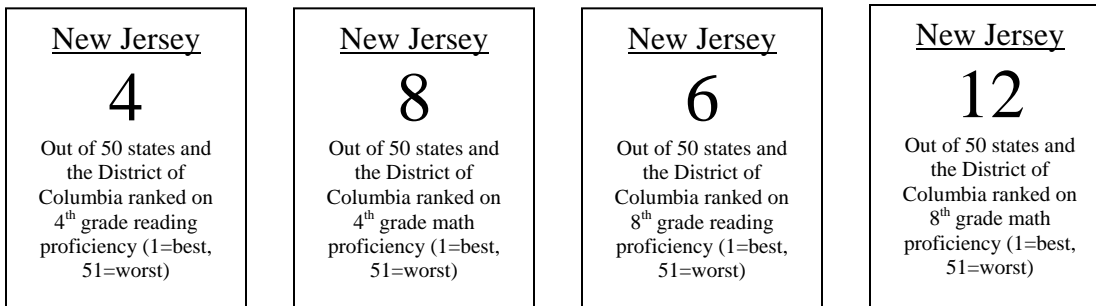 New Jersey
4
Out of 50 states and
the District of
Columbia ranked on
4th grade reading
proficiency (1=best,
51=worst)
New Jersey
8
Out of 50 states and
the District of
Columbia ranked on
4th grade math
proficiency (1=best,
51=worst)
New Jersey
6
Out of 50 states and
the District of
Columbia ranked on
8th grade reading
proficiency (1=best,
51=worst)
New Jersey
12
Out of 50 states and
the District of
Columbia ranked on
8th grade math
proficiency (1=best,
51=worst)